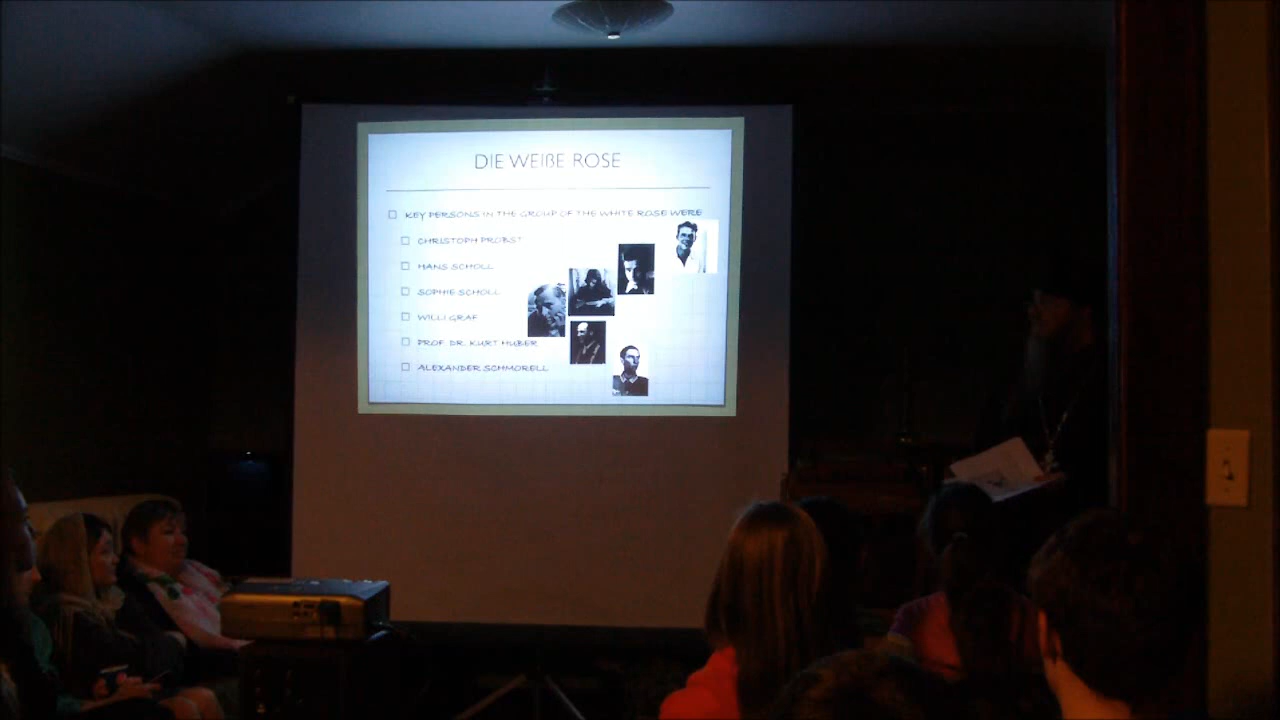 DIE WEIßE ROSE
KEY PERSONS IN THE GROUP OF THE WHITE ROSE WERE
CHRISTOPH PROBST
HANS SCHOLL
SOPHIE SCHOLL
WILLI GRAF
PROF. DR. KURT HUBER
ALEXANDER SCHMORELL